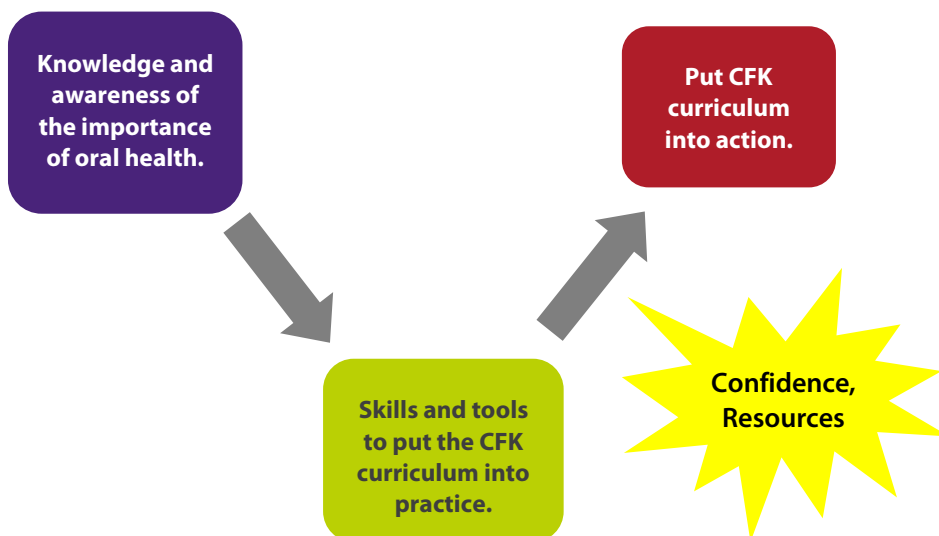 Knowledge and
awareness of
the importance
of oral health.
Put CFK
curriculum
into action.
Skills and tools
to put the CFK
curriculum into
practice.
Confidence,
Resources